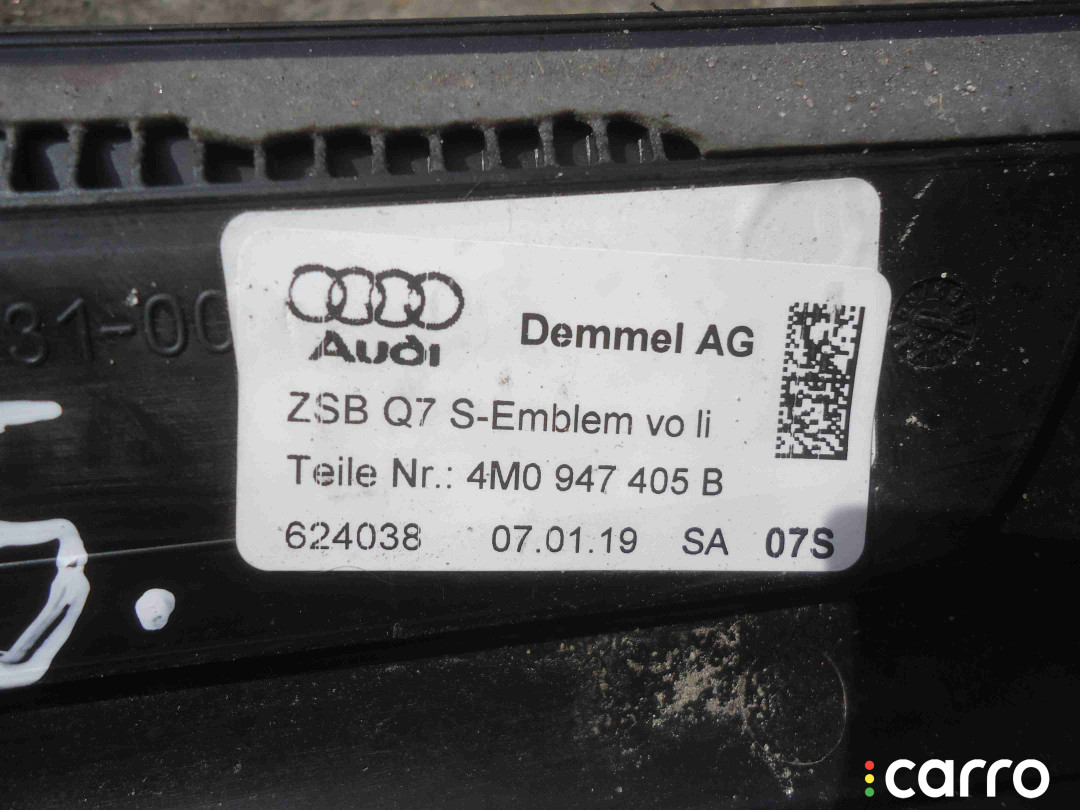 Audi
Demmel AG
ZSB Q7 S-Emblem vo li
Teile Nr.: 4M0 947 405 B
624038 07.01.19 SA 07S
31-00
carro